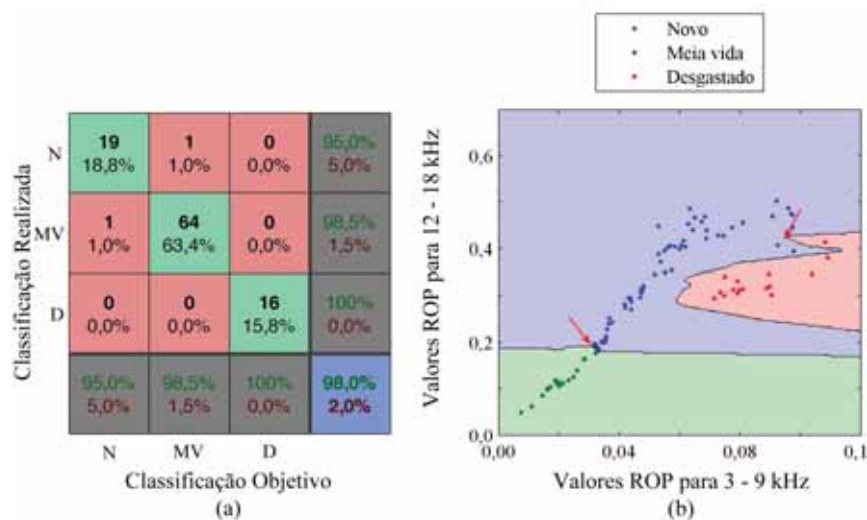 Novo
Meia vida
Desgastado
Classificação Realizada
N
19
18,8%
1
1,0%
0
0,0%
95,0%
5,0%
MV
1
1,0%
64
63,4%
0
0,0%
98,5%
1,5%
D
0
0,0%
0
0,0%
16
15,8%
100%
0,0%
95,0%
5,0%
98,5%
1,5%
100%
0,0%
98,0%
2,0%
N MV D
Classificação Objetivo
(a)
Valores ROP para 12 - 18 kHz
0,6
0,4
0,2
0,0
0,00 0,04 0,08 0,1
Valores ROP para 3 - 9 kHz
(b)